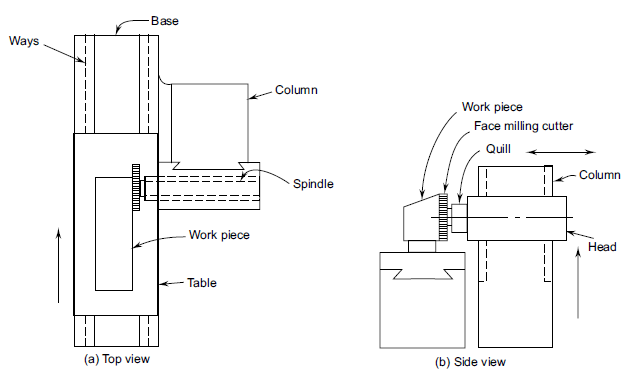 Base
Ways
Column
Spindle
Work piece
Table
(a) Top view
Work piece
Face milling cutter
Quill
Column
Head
(b) Side view